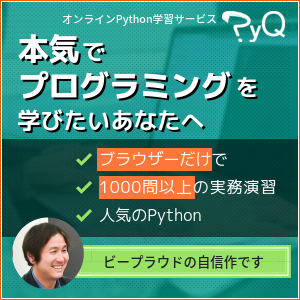 オンラインPython学習サービス PyQ
本気で
プログラミングを
学びたいあなたへ
ブラウザーだけで
1000問以上の実務演習
人気のPython
ビープラウドの自信作です